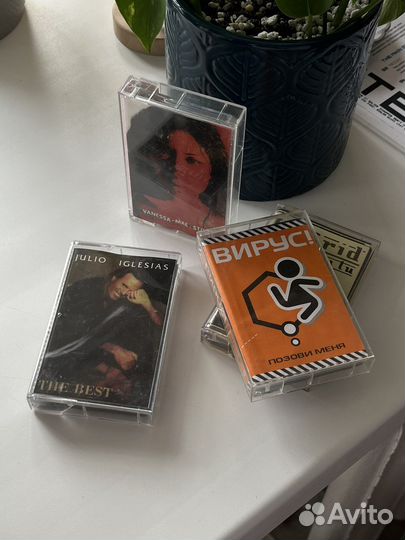 VANESSA-MAE
JULIO IGLESIAS
THE BEST
ВИРУС!
ПОЗОВИ МЕНЯ
Avito